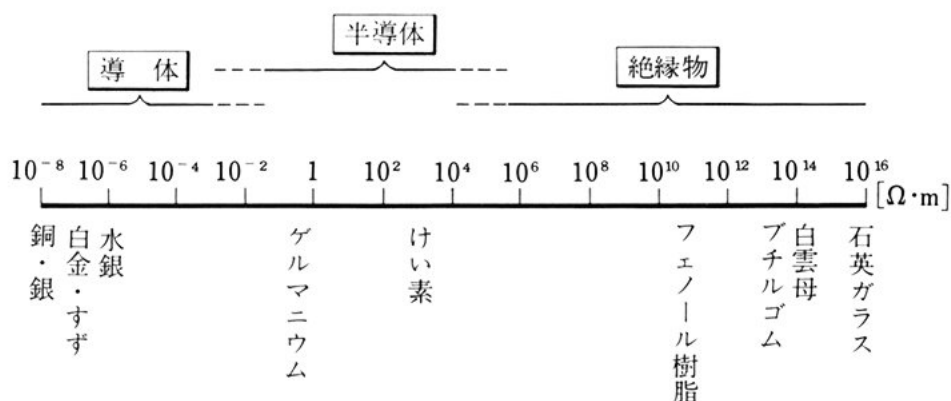 半導体
導 体
絶縁物
10⁻⁸ 10⁻⁶ 10⁻⁴ 10⁻² 1 10² 10⁴ 10⁶ 10⁸ 10¹⁰ 10¹² 10¹⁴ 10¹⁶
[Ω·m]
銅・銀
白金・すず
水銀
ゲルマニウム
けい素
フェノール樹脂
ブチルゴム
白雲母
石英ガラス